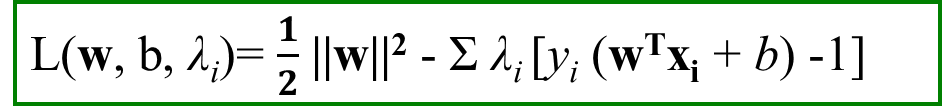 L(w, b, λᵢ)= 1/2 ||w||² - Σ λᵢ [yᵢ (wᵀxᵢ + b) -1]